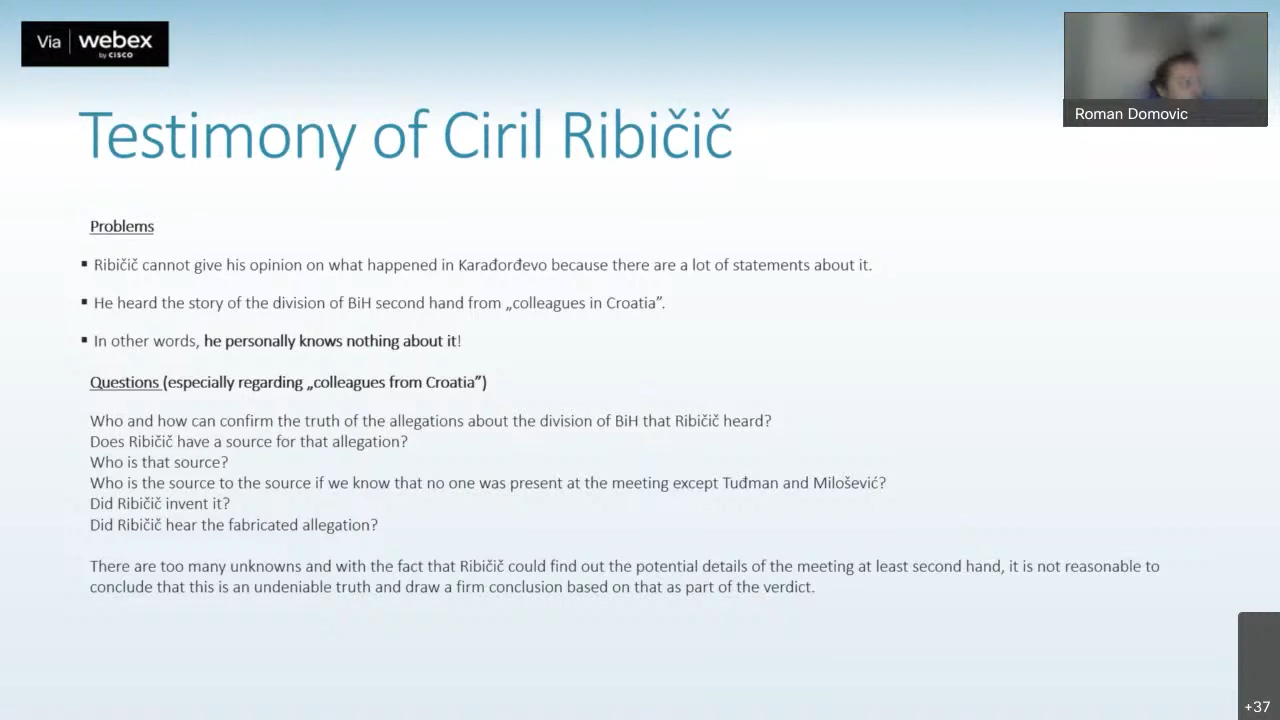 Via webex
by CISCO
Roman Domovic
Testimony of Ciril Ribičič
Problems
▪ Ribičič cannot give his opinion on what happened in Karađorđevo because there are a lot of statements about it.
▪ He heard the story of the division of BiH second hand from „colleagues in Croatia”.
▪ In other words, he personally knows nothing about it!
Questions (especially regarding „colleagues from Croatia”)
Who and how can confirm the truth of the allegations about the division of BiH that Ribičič heard?
Does Ribičič have a source for that allegation?
Who is that source?
Who is the source to the source if we know that no one was present at the meeting except Tuđman and Milošević?
Did Ribičič invent it?
Did Ribičič hear the fabricated allegation?
There are too many unknowns and with the fact that Ribičič could find out the potential details of the meeting at least second hand, it is not reasonable to
conclude that this is an undeniable truth and draw a firm conclusion based on that as part of the verdict.
+37